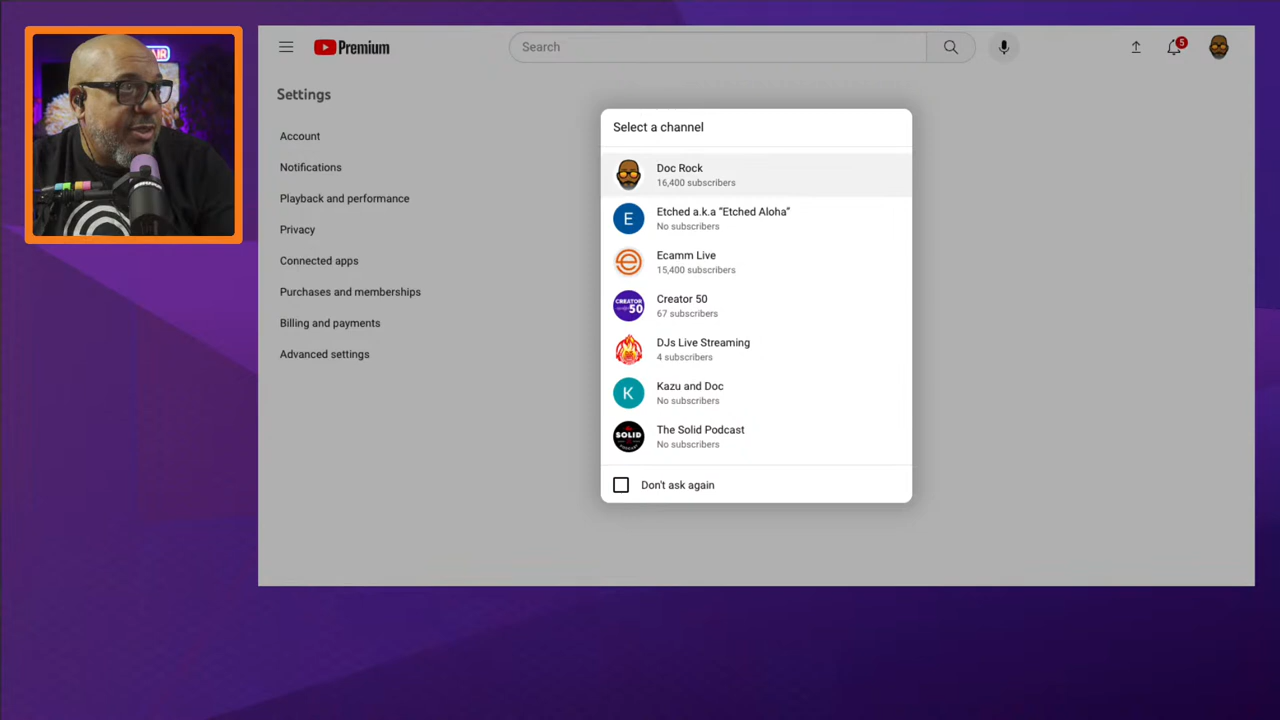 AIR
Premium
Search
5
Settings
Account
Notifications
Playback and performance
Privacy
Connected apps
Purchases and memberships
Billing and payments
Advanced settings
Select a channel
Doc Rock
16,400 subscribers
E
Etched a.k.a “Etched Aloha”
No subscribers
Ecamm Live
15,400 subscribers
CREATOR
50
Creator 50
67 subscribers
DJs Live Streaming
4 subscribers
K
Kazu and Doc
No subscribers
SOLID
The Solid Podcast
No subscribers
Don't ask again